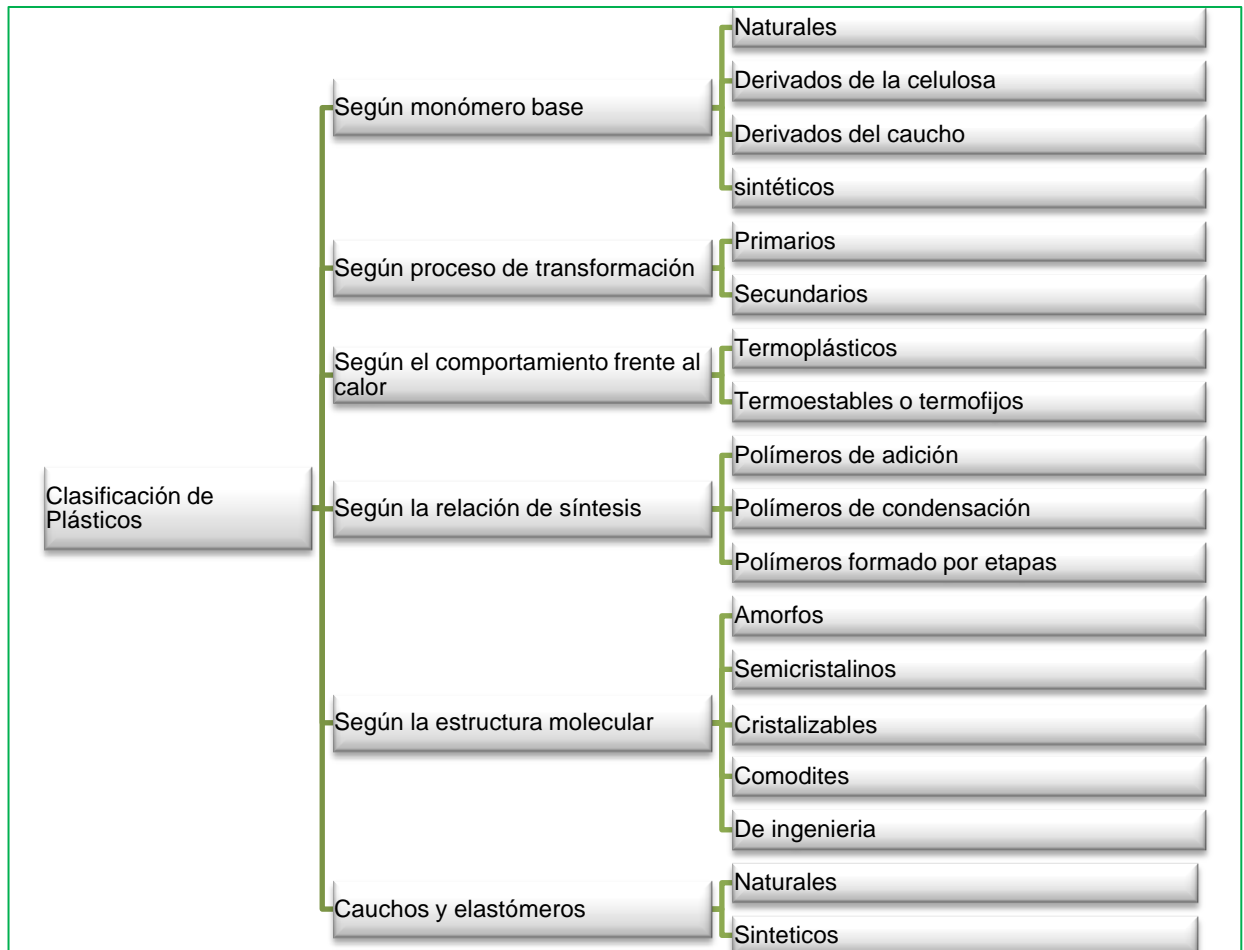 Clasificación de
Plásticos
Según monómero base
Naturales
Derivados de la celulosa
Derivados del caucho
sintéticos
Según proceso de transformación
Primarios
Secundarios
Según el comportamiento frente al
calor
Termoplásticos
Termoestables o termofijos
Según la relación de síntesis
Polímeros de adición
Polímeros de condensación
Polímeros formado por etapas
Según la estructura molecular
Amorfos
Semicristalinos
Cristalizables
Comodites
De ingenieria
Cauchos y elastómeros
Naturales
Sinteticos